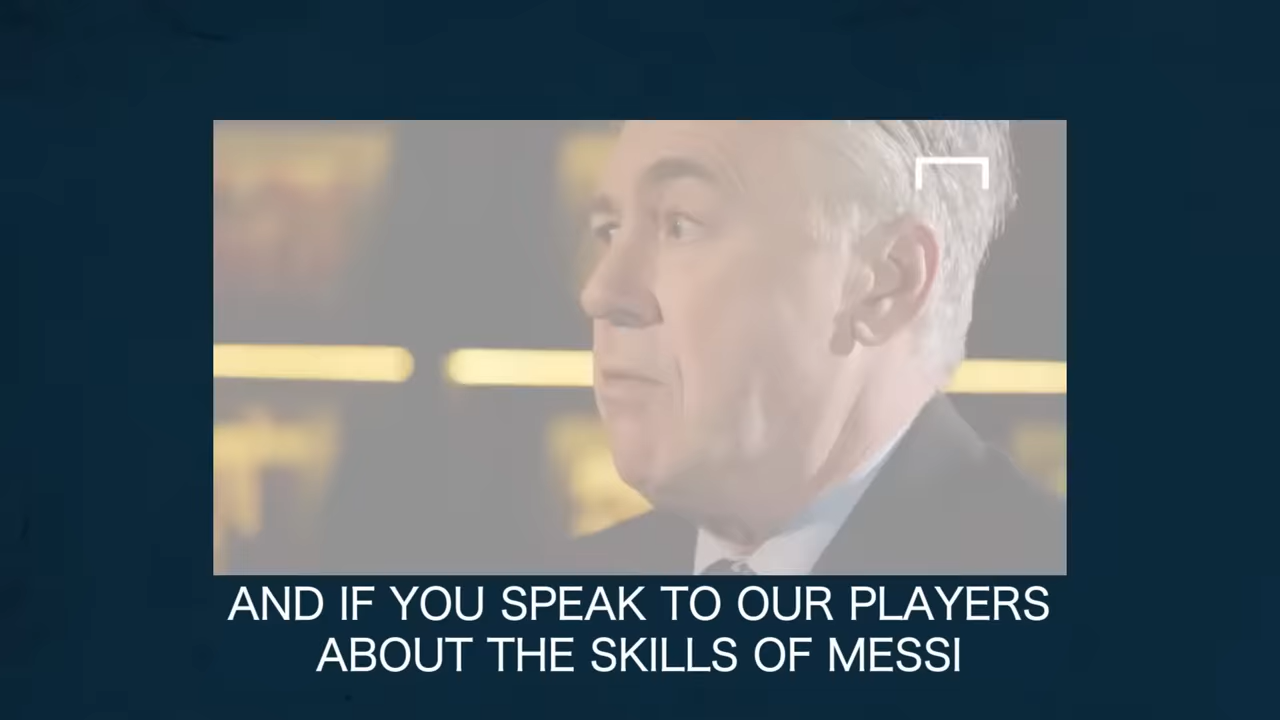 AND IF YOU SPEAK TO OUR PLAYERS
ABOUT THE SKILLS OF MESSI